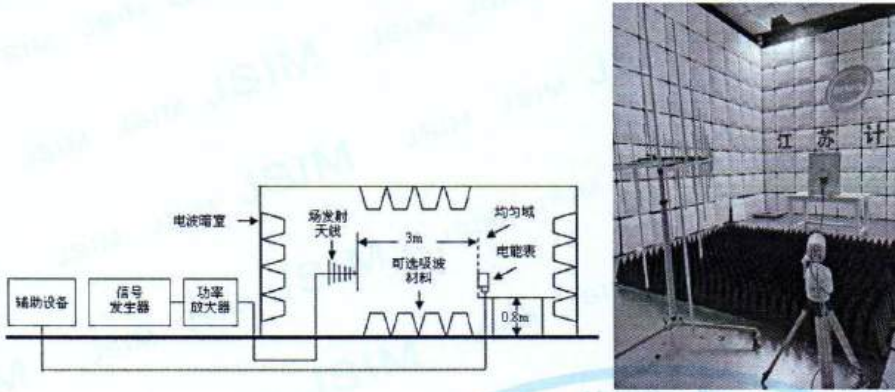 电波暗室
场发射
天线
3m
均匀域
电能表
可选吸波
材料
辅助设备
信号
发生器
功率
放大器
0.8m
江 苏 计